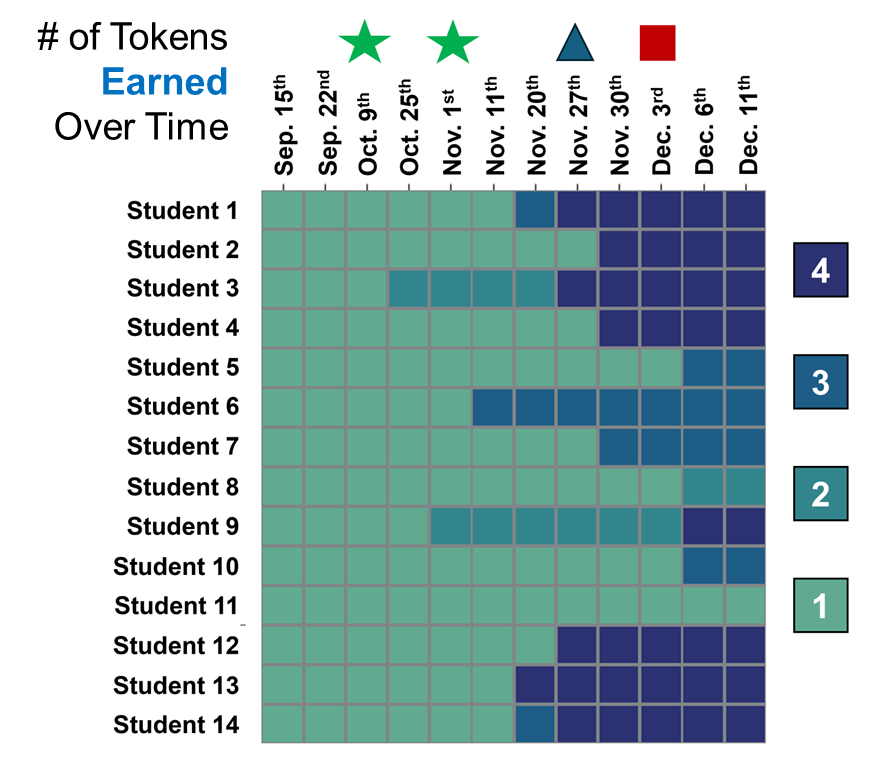 # of Tokens
Earned
Over Time
Sep. 15th
Sep. 22nd
Oct. 9th
Oct. 25th
Nov. 1st
Nov. 11th
Nov. 20th
Nov. 27th
Nov. 30th
Dec. 3rd
Dec. 6th
Dec. 11th
Student 1
Student 2
Student 3
Student 4
Student 5
Student 6
Student 7
Student 8
Student 9
Student 10
Student 11
Student 12
Student 13
Student 14
4
3
2
1